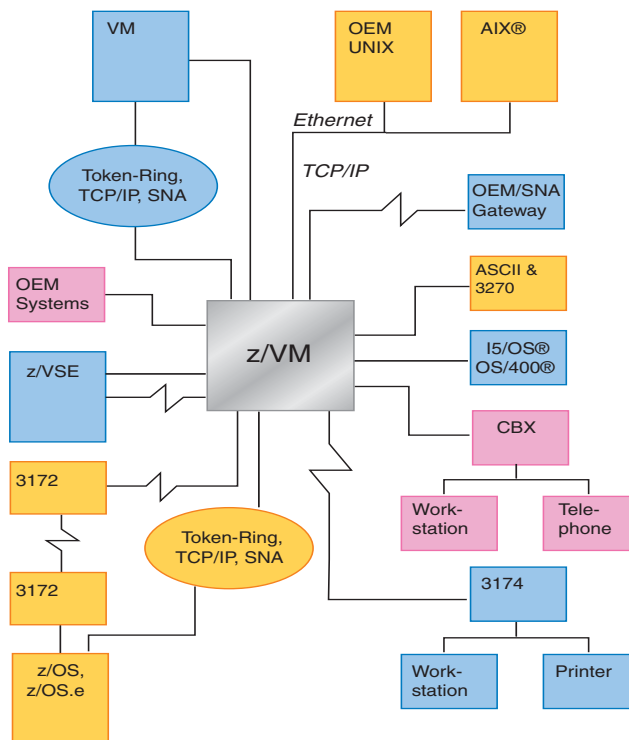 VM
OEM
UNIX
AIX®
Ethernet
TCP/IP
Token-Ring,
TCP/IP, SNA
OEM/SNA
Gateway
OEM
Systems
ASCII &
3270
z/VM
I5/OS®
OS/400®
z/VSE
CBX
3172
Work-
station
Tele-
phone
Token-Ring,
TCP/IP, SNA
3172
3174
z/OS,
z/OS.e
Work-
station
Printer